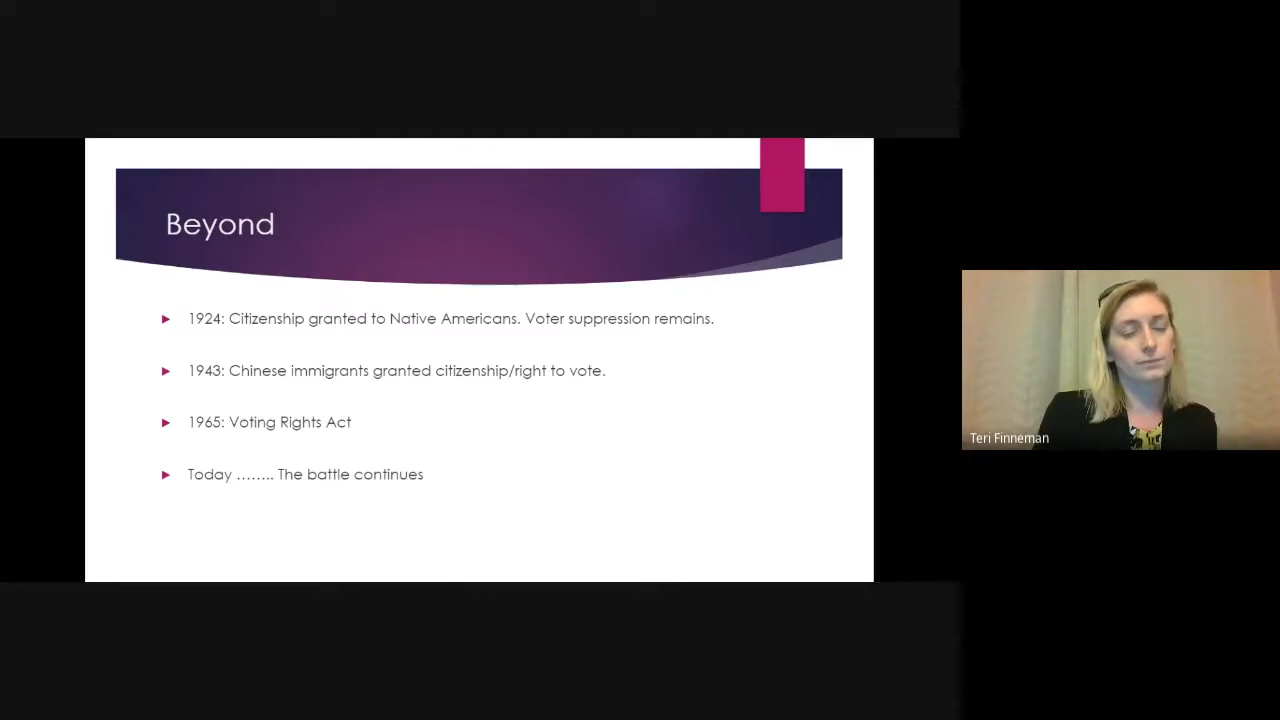 Beyond
1924: Citizenship granted to Native Americans. Voter suppression remains.
1943: Chinese immigrants granted citizenship/right to vote.
1965: Voting Rights Act
Today …….. The battle continues
Teri Finneman